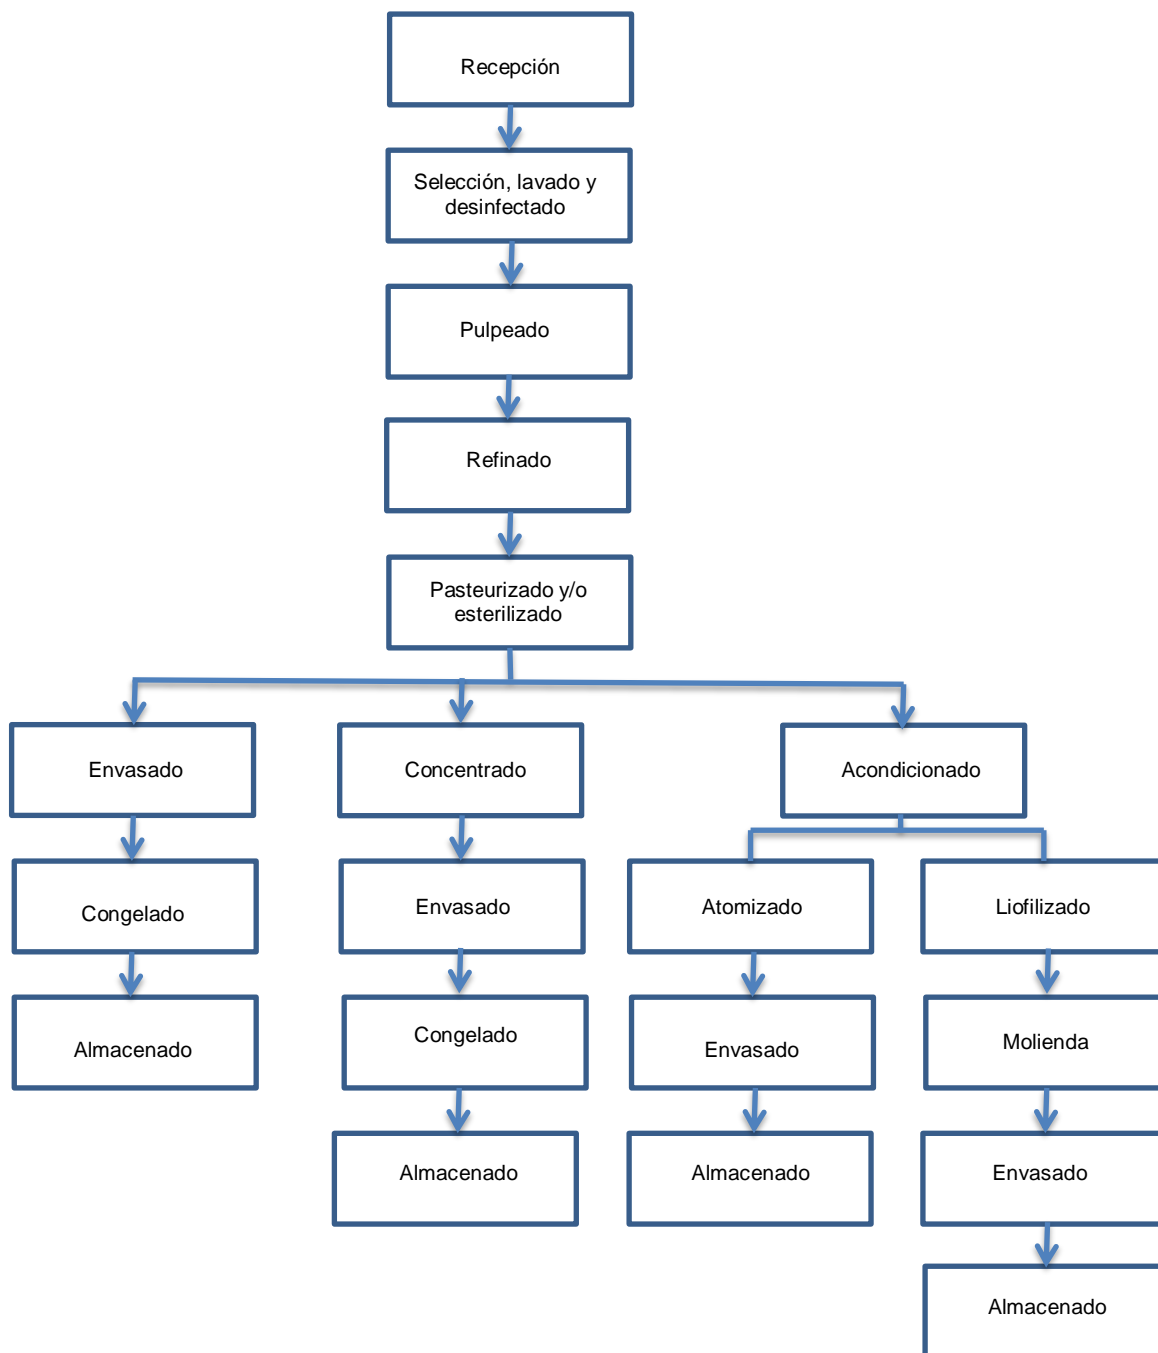 Recepción
Selección, lavado y
desinfectado
Pulpeado
Refinado
Pasteurizado y/o
esterilizado
Envasado
Concentrado
Acondicionado
Congelado
Envasado
Atomizado
Liofilizado
Almacenado
Congelado
Envasado
Molienda
Almacenado
Almacenado
Envasado
Almacenado